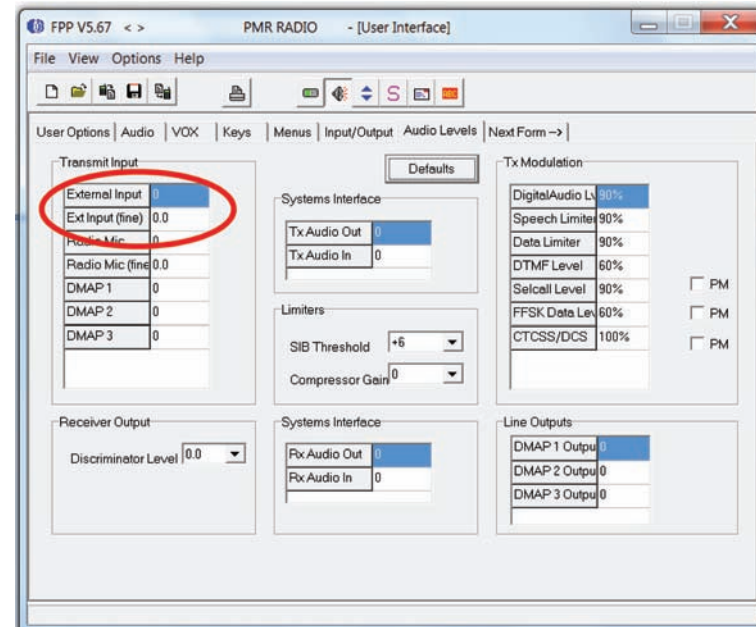 FPP V5.67 < > PMR RADIO - [User Interface]
File View Options Help
User Options Audio VOX Keys Menus Input/Output Audio Levels Next Form -->
Transmit Input
External Input 0
Ext Input (fine) 0.0
Radio Mic 0
Radio Mic (fine 0.0
DMAP 1 0
DMAP 2 0
DMAP 3 0
Defaults
Systems Interface
Tx Audio Out 0
Tx Audio In 0
Limiters
SIB Threshold +6
Compressor Gain 0
Tx Modulation
DigitalAudio Lv 90%
Speech Limiter 90%
Data Limiter 90%
DTMF Level 60%
Selcall Level 90%
FFSK Data Lev 60%
CTCSS/DCS 100%
PM
PM
PM
Receiver Output
Discriminator Level 0.0
Systems Interface
Rx Audio Out 0
Rx Audio In 0
Line Outputs
DMAP 1 Outpu 0
DMAP 2 Outpu 0
DMAP 3 Outpu 0